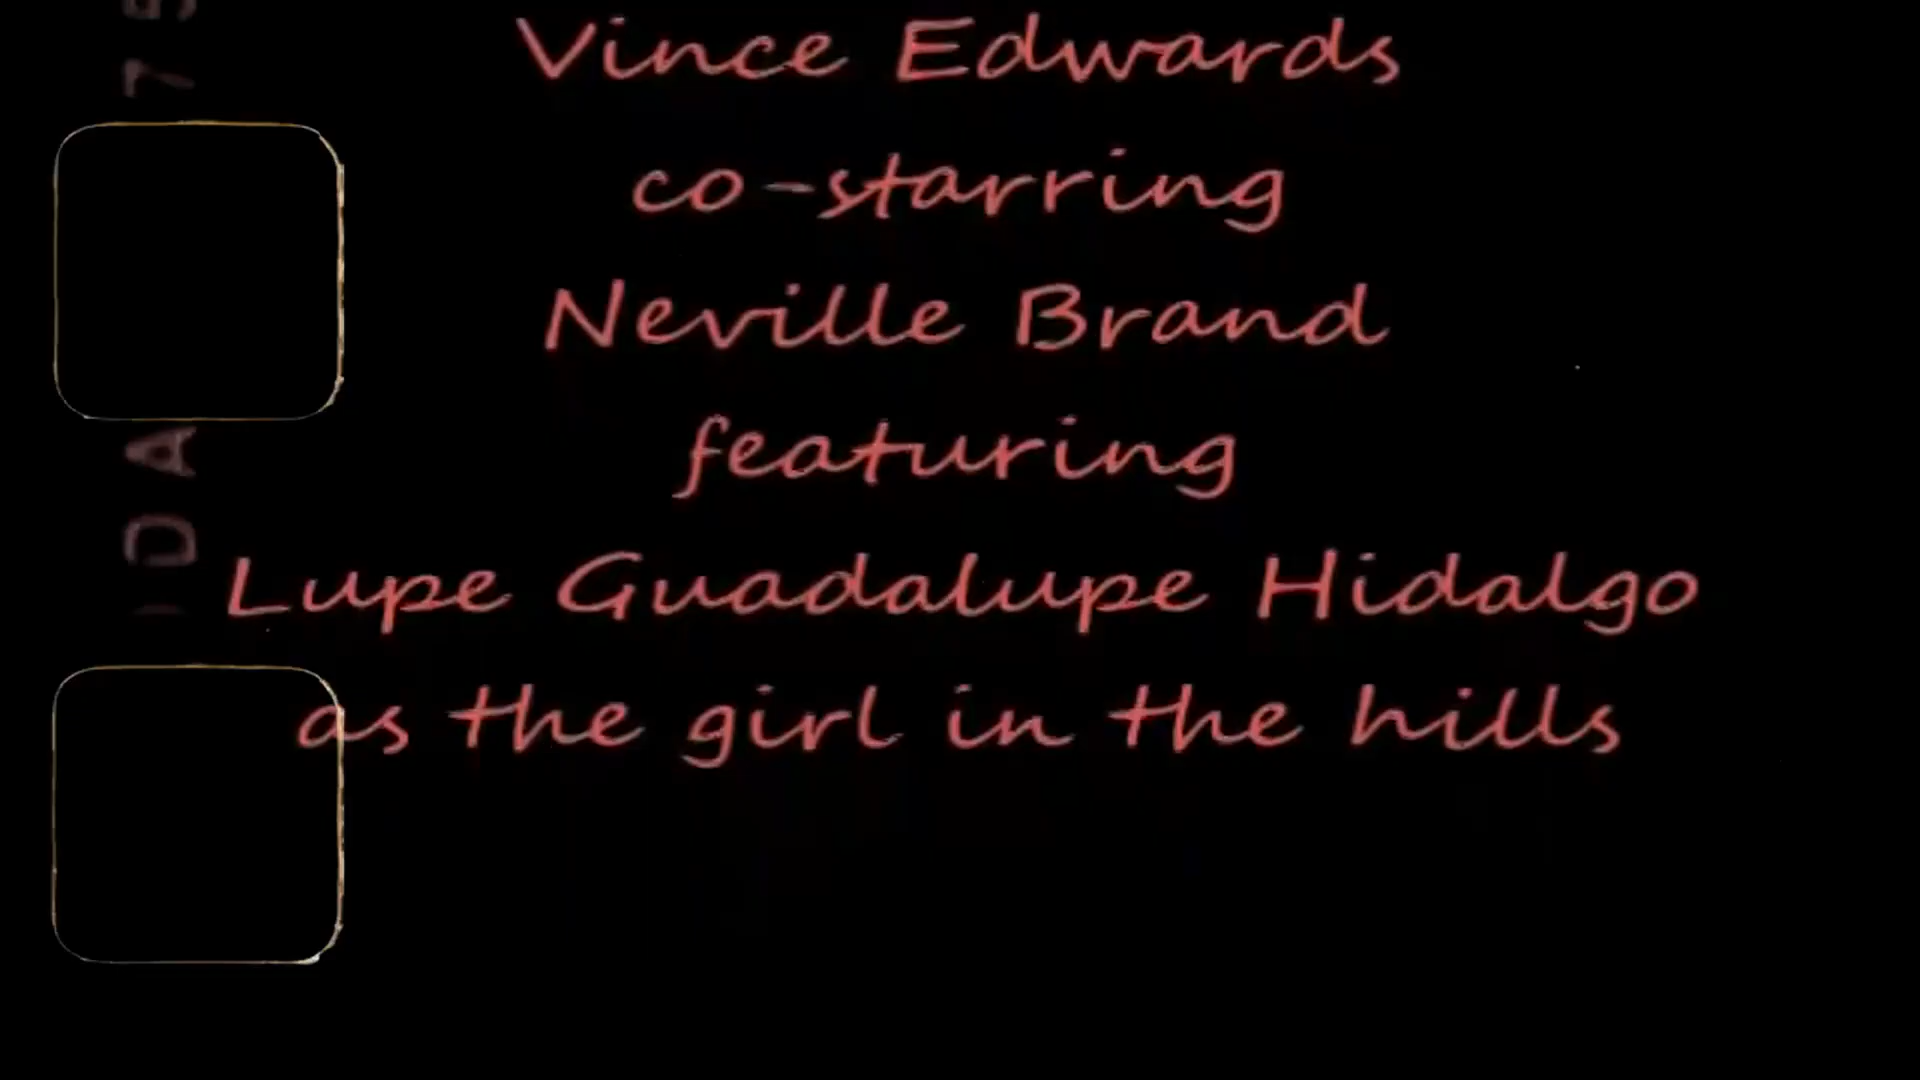 Vince Edwards
co-starring
Neville Brand
featuring
Lupe Guadalupe Hidalgo
as the girl in the hills